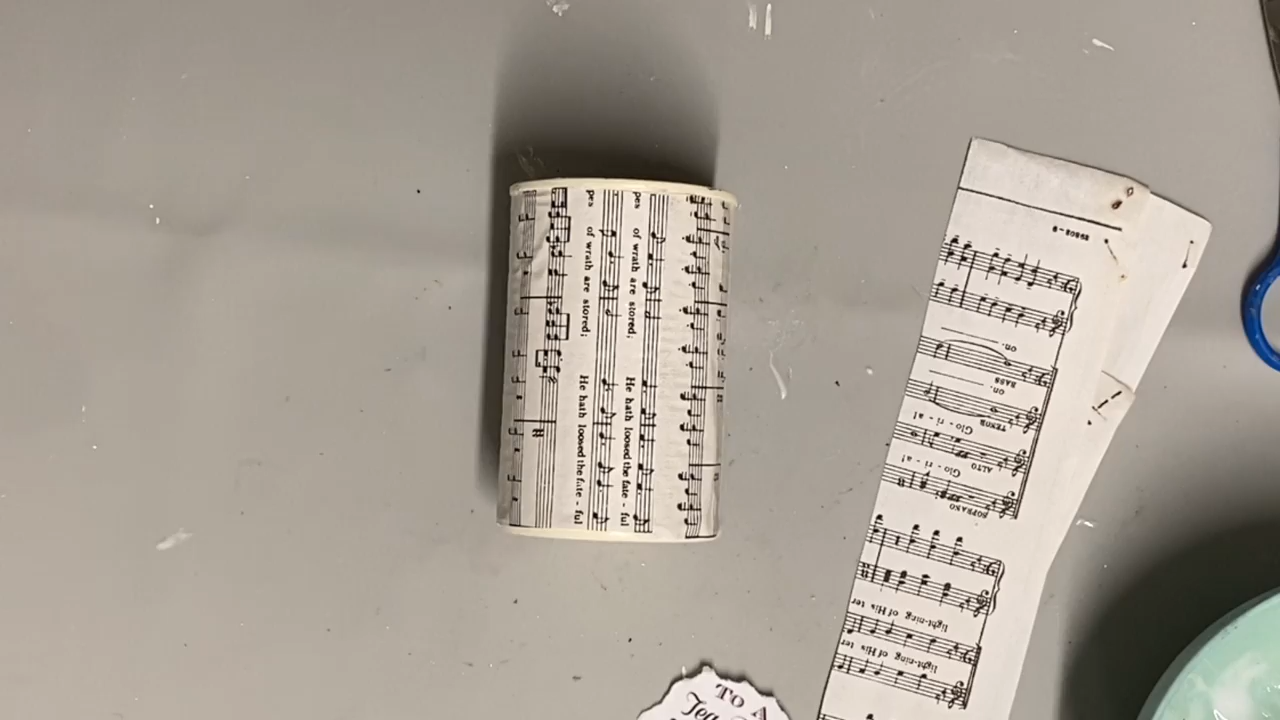 pes of wrath are stored; He hath loosed the fate - ful
pes of wrath are stored; He hath loosed the fate - ful
89808-9
on.
BASS
on.
TENOR
Glo - ri - a!
ALTO
Glo - ri - a!
SOPRANO
light-ning of His ter
light-ning of His ter
TO A